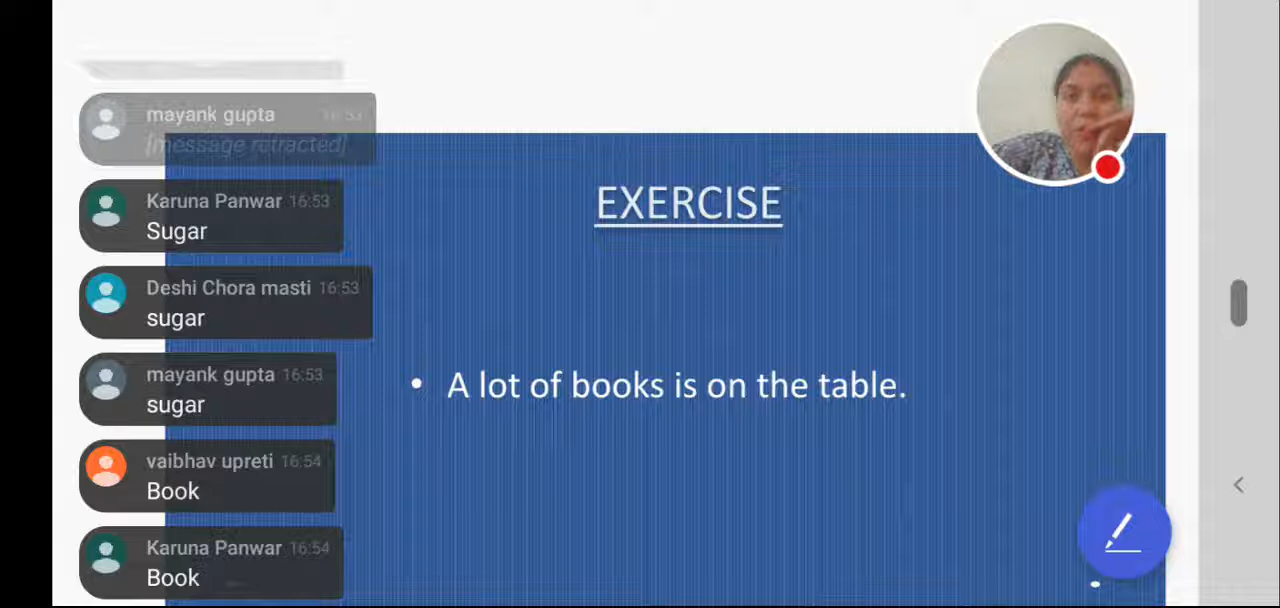 mayank gupta 16:53
[message retracted]
Karuna Panwar 16:53
Sugar
Deshi Chora masti 16:53
sugar
mayank gupta 16:53
sugar
vaibhav upreti 16:54
Book
Karuna Panwar 16:54
Book
EXERCISE
• A lot of books is on the table.